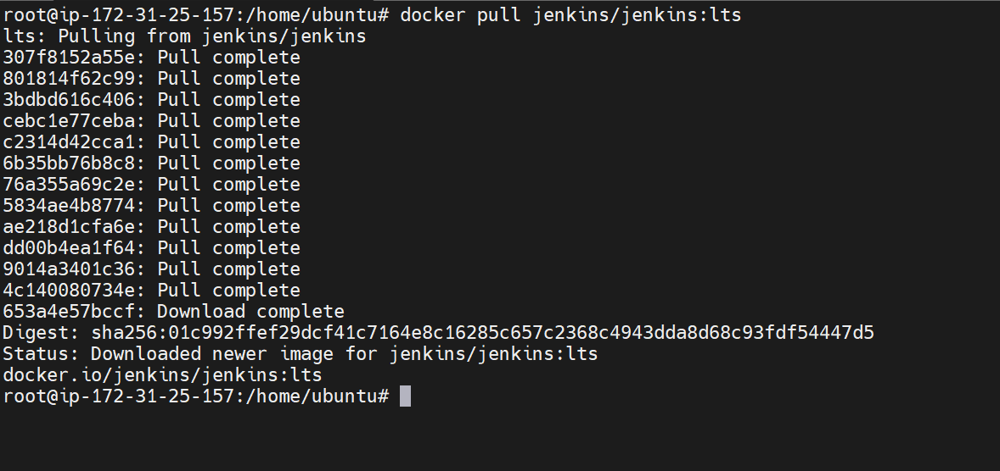 root@ip-172-31-25-157:/home/ubuntu# docker pull jenkins/jenkins:lts
lts: Pulling from jenkins/jenkins
307f8152a55e: Pull complete
801814f62c99: Pull complete
3bdbd616c406: Pull complete
cebc1e77ceba: Pull complete
c2314d42cca1: Pull complete
6b35bb76b8c8: Pull complete
76a355a69c2e: Pull complete
5834ae4b8774: Pull complete
ae218d1cfa6e: Pull complete
dd00b4ea1f64: Pull complete
9014a3401c36: Pull complete
4c140080734e: Pull complete
653a4e57bccf: Download complete
Digest: sha256:01c992ffef29dcf41c7164e8c16285c657c2368c4943dda8d68c93fdf54447d5
Status: Downloaded newer image for jenkins/jenkins:lts
docker.io/jenkins/jenkins:lts
root@ip-172-31-25-157:/home/ubuntu#